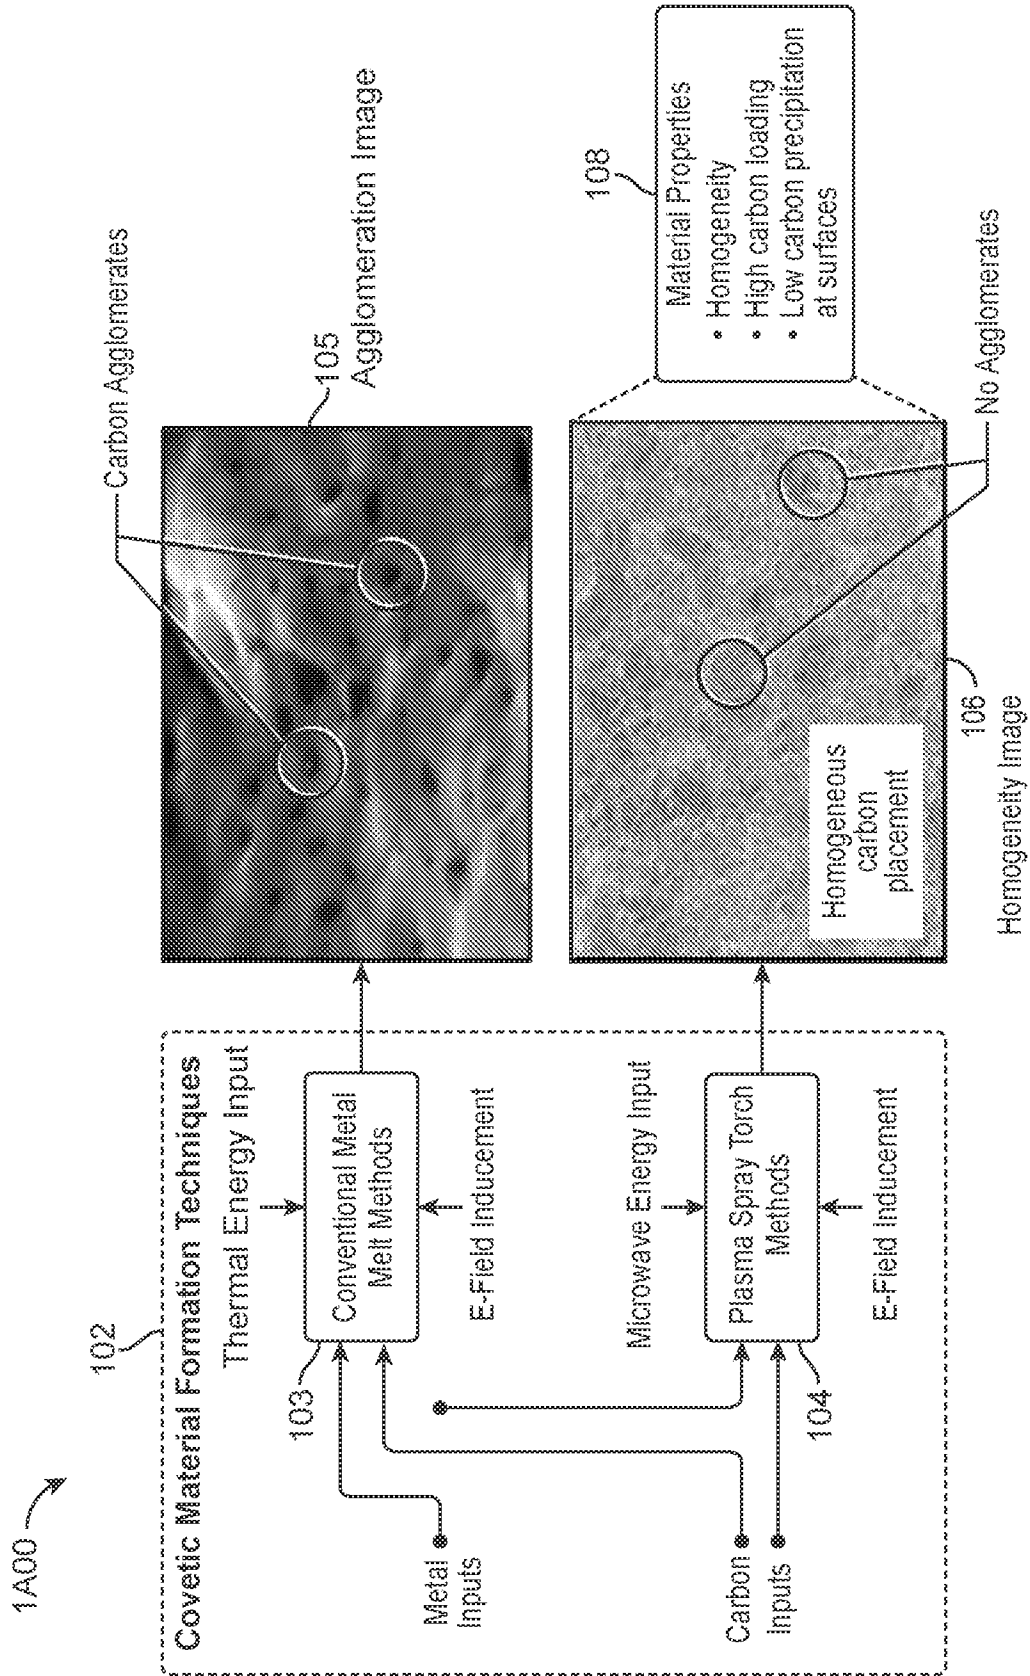 1A00
102
Covetic Material Formation Techniques
Thermal Energy Input
103
Conventional Metal
Melt Methods
E-Field Inducement
Metal
Inputs
Microwave Energy Input
Plasma Spray Torch
Methods
104
E-Field Inducement
Carbon
Inputs
Carbon Agglomerates
105
Agglomeration Image
Homogeneous
carbon
placement
106
Homogeneity Image
No Agglomerates
108
Material Properties
• Homogeneity
• High carbon loading
• Low carbon precipitation
at surfaces